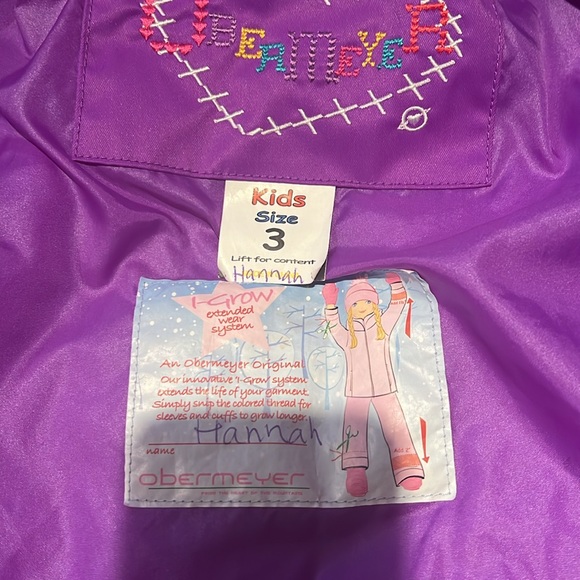 OBERMEYER
Kids
Size
3
Lift for content
Hannah
I-Grow
extended
wear
system
An Obermeyer Original
Our innovative 'I-Grow' system
extends the life of your garment.
Simply snip the colored thread for
sleeves and cuffs to grow longer.
Hannah
name
obermeyer